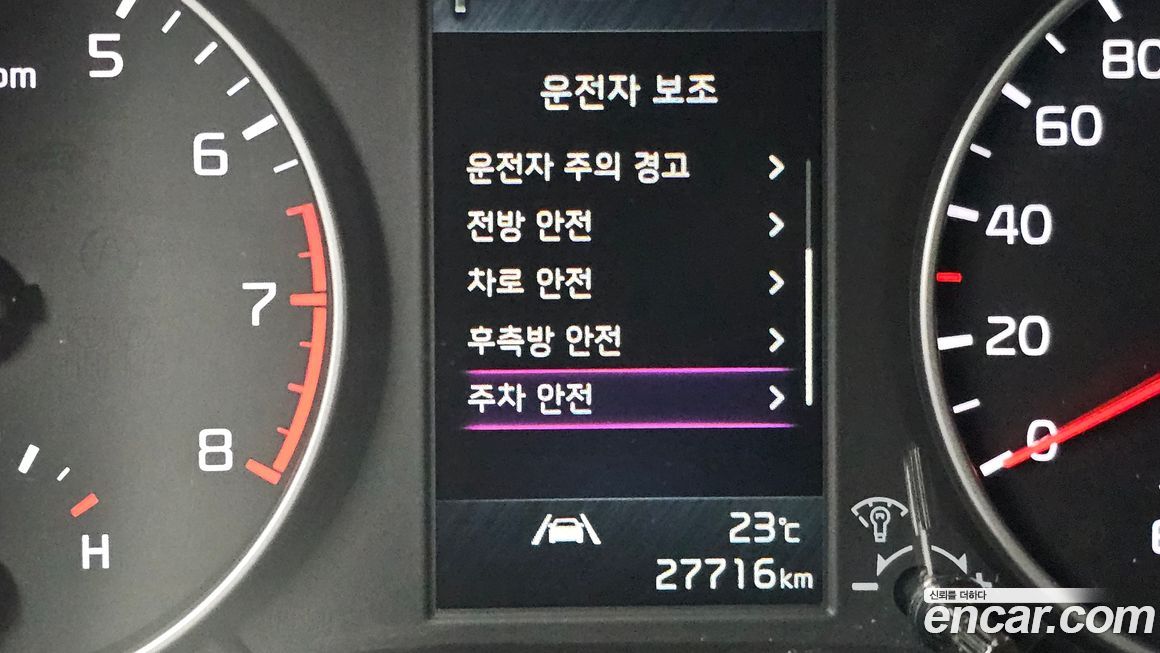 5
6
7
8
H
운전자 보조
운전자 주의 경고
전방 안전
차로 안전
후측방 안전
주차 안전
23℃
27716km
80
60
40
20
0
신뢰를 더하다
encar.com